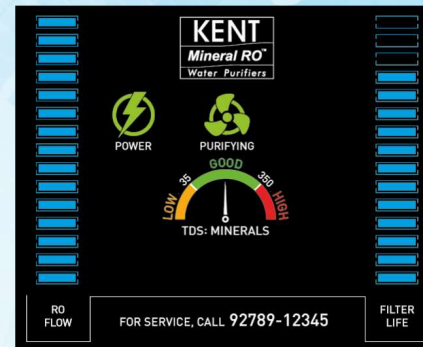 KENT
Mineral RO™
Water Purifiers
POWER
PURIFYING
LOW 35 GOOD 350 HIGH
TDS: MINERALS
RO
FLOW
FOR SERVICE, CALL 92789-12345
FILTER
LIFE